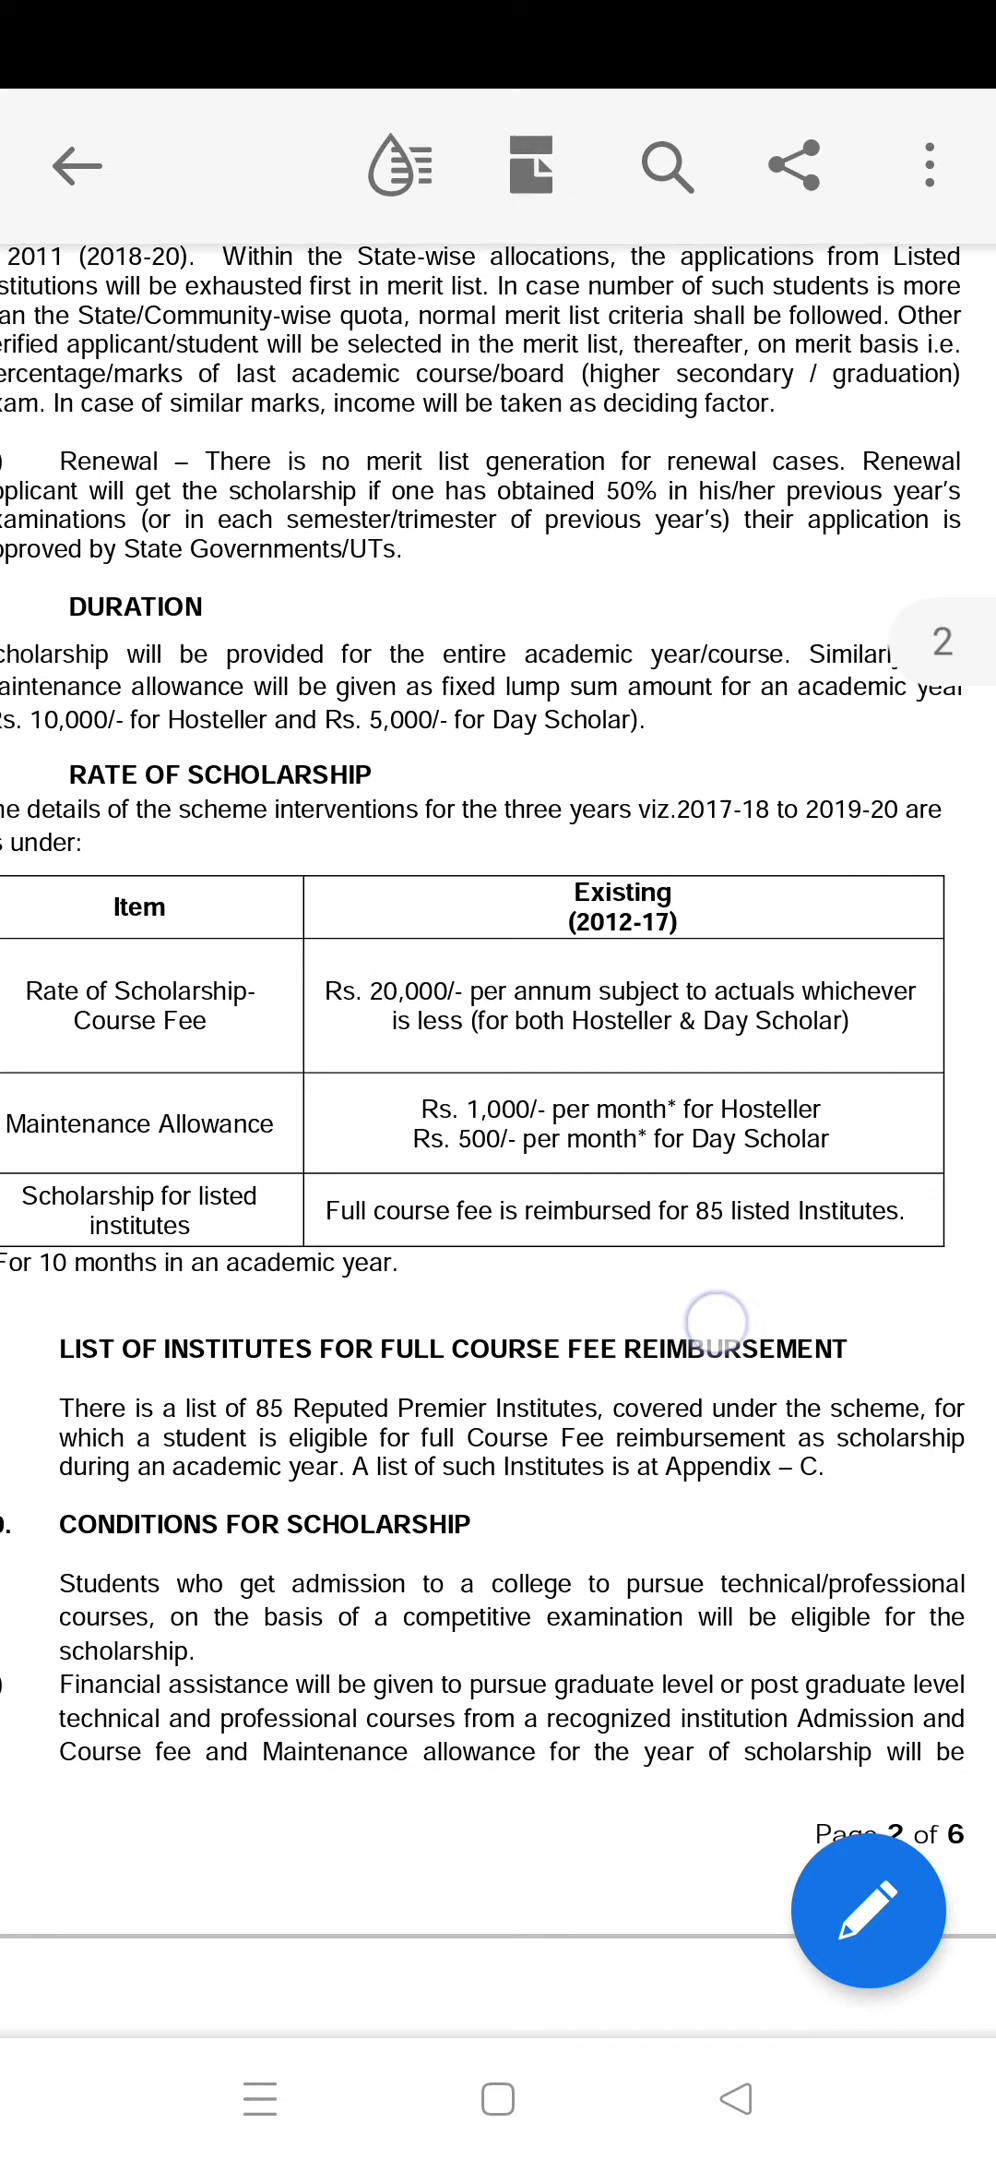 2011 (2018-20). Within the State-wise allocations, the applications from Listed
stitutions will be exhausted first in merit list. In case number of such students is more
an the State/Community-wise quota, normal merit list criteria shall be followed. Other
erified applicant/student will be selected in the merit list, thereafter, on merit basis i.e.
ercentage/marks of last academic course/board (higher secondary / graduation)
am. In case of similar marks, income will be taken as deciding factor.
) Renewal – There is no merit list generation for renewal cases. Renewal
pplicant will get the scholarship if one has obtained 50% in his/her previous year's
aminations (or in each semester/trimester of previous year's) their application is
pproved by State Governments/UTs.
DURATION
2
cholarship will be provided for the entire academic year/course. Similarl
aintenance allowance will be given as fixed lump sum amount for an academic year
s. 10,000/- for Hosteller and Rs. 5,000/- for Day Scholar).
RATE OF SCHOLARSHIP
e details of the scheme interventions for the three years viz.2017-18 to 2019-20 are
s under:
Item
Existing
(2012-17)
Rate of Scholarship-
Course Fee
Rs. 20,000/- per annum subject to actuals whichever
is less (for both Hosteller & Day Scholar)
Maintenance Allowance
Rs. 1,000/- per month* for Hosteller
Rs. 500/- per month* for Day Scholar
Scholarship for listed
institutes
Full course fee is reimbursed for 85 listed Institutes.
For 10 months in an academic year.
LIST OF INSTITUTES FOR FULL COURSE FEE REIMBURSEMENT
There is a list of 85 Reputed Premier Institutes, covered under the scheme, for
which a student is eligible for full Course Fee reimbursement as scholarship
during an academic year. A list of such Institutes is at Appendix – C.
. CONDITIONS FOR SCHOLARSHIP
Students who get admission to a college to pursue technical/professional
courses, on the basis of a competitive examination will be eligible for the
scholarship.
) Financial assistance will be given to pursue graduate level or post graduate level
technical and professional courses from a recognized institution Admission and
Course fee and Maintenance allowance for the year of scholarship will be
Page 2 of 6